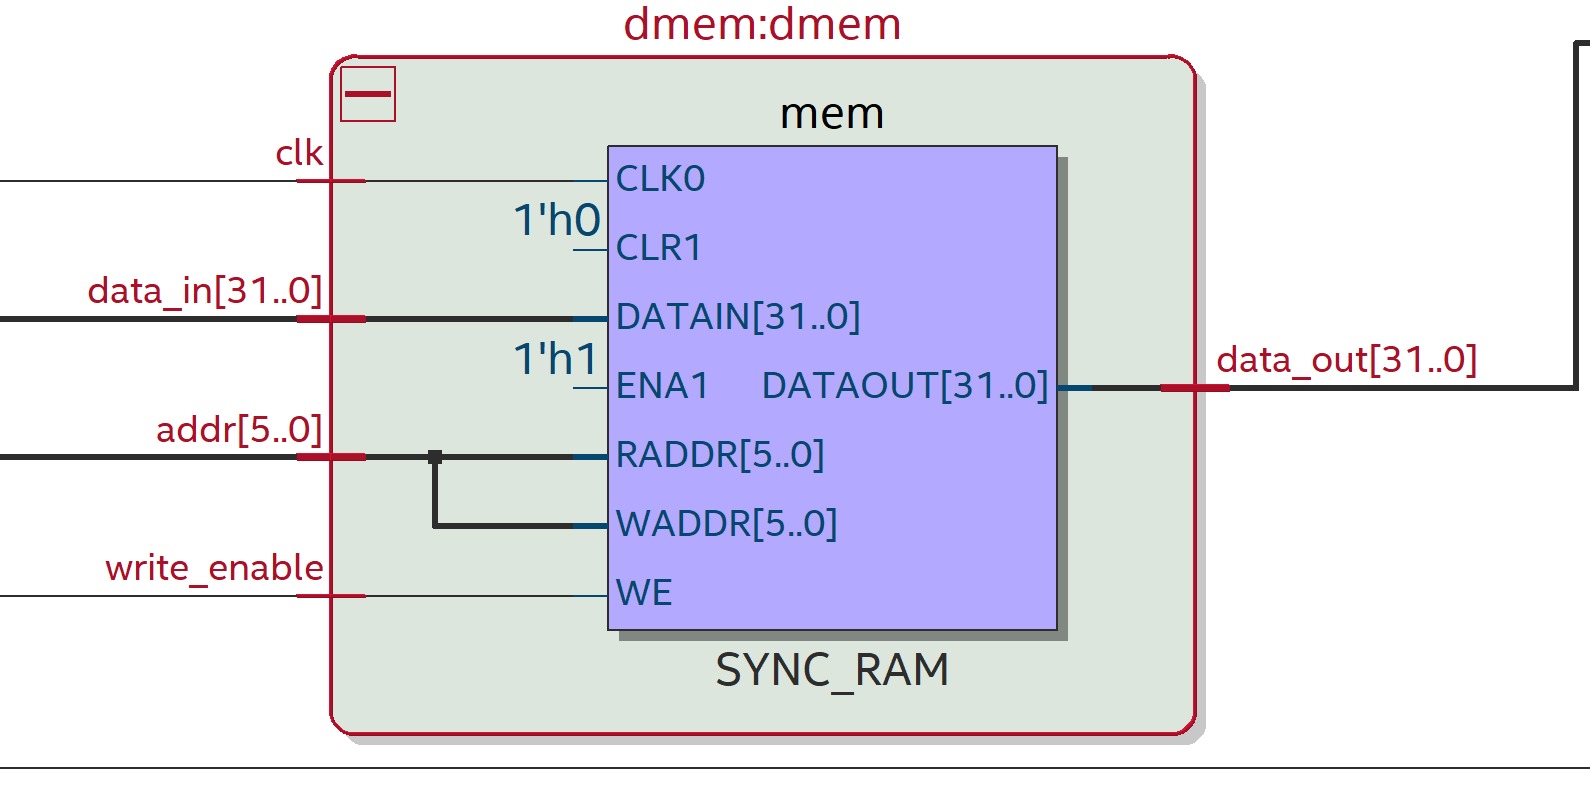 dmem:dmem
mem
clk
CLK0
1'h0
CLR1
data_in[31..0]
DATAIN[31..0]
1'h1
ENA1
DATAOUT[31..0]
data_out[31..0]
addr[5..0]
RADDR[5..0]
WADDR[5..0]
write_enable
WE
SYNC_RAM